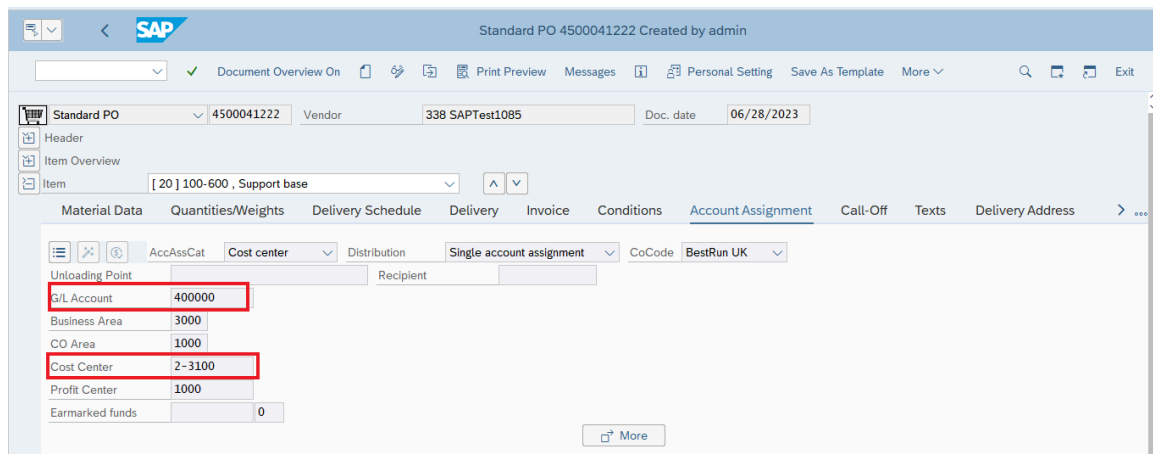 SAP Standard PO 4500041222 Created by admin
Document Overview On Print Preview Messages Personal Setting Save As Template More Exit
Standard PO 4500041222 Vendor 338 SAPTest1085 Doc. date 06/28/2023
Header
Item Overview
Item [ 20 ] 100-600 , Support base
Material Data Quantities/Weights Delivery Schedule Delivery Invoice Conditions Account Assignment Call-Off Texts Delivery Address
AccAssCat Cost center Distribution Single account assignment CoCode BestRun UK
Unloading Point Recipient
G/L Account 400000
Business Area 3000
CO Area 1000
Cost Center 2-3100
Profit Center 1000
Earmarked funds 0
More